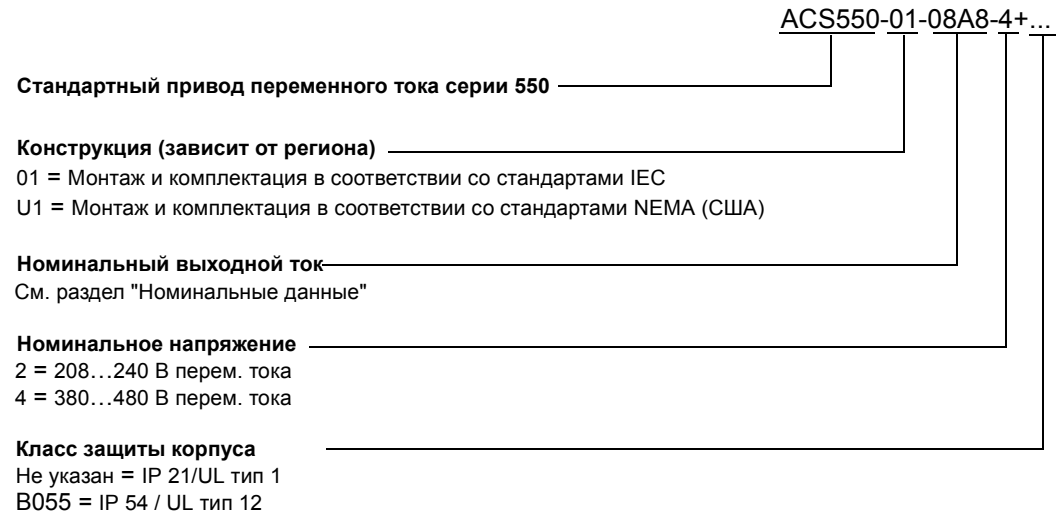 ACS550-01-08A8-4+...
Стандартный привод переменного тока серии 550
Конструкция (зависит от региона)
01 = Монтаж и комплектация в соответствии со стандартами IEC
U1 = Монтаж и комплектация в соответствии со стандартами NEMA (США)
Номинальный выходной ток
См. раздел "Номинальные данные"
Номинальное напряжение
2 = 208…240 В перем. тока
4 = 380…480 В перем. тока
Класс защиты корпуса
Не указан = IP 21/UL тип 1
B055 = IP 54 / UL тип 12